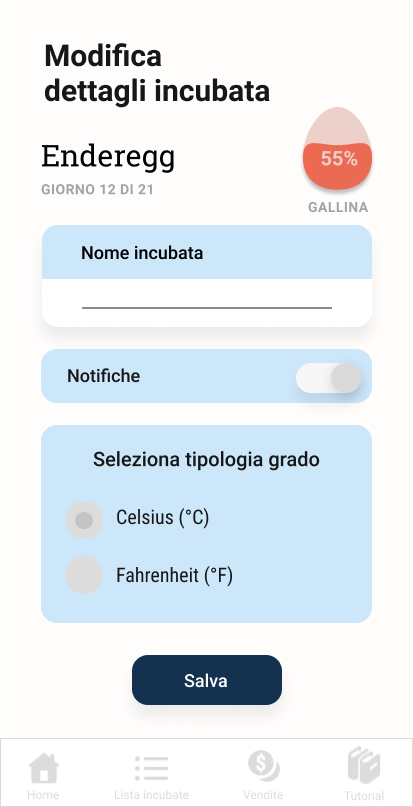 Modifica
dettagli incubata
Enderegg
GIORNO 12 DI 21
55%
GALLINA
Nome incubata
Notifiche
Seleziona tipologia grado
Celsius (°C)
Fahrenheit (°F)
Salva
Home
Lista incubate
Vendite
Tutorial